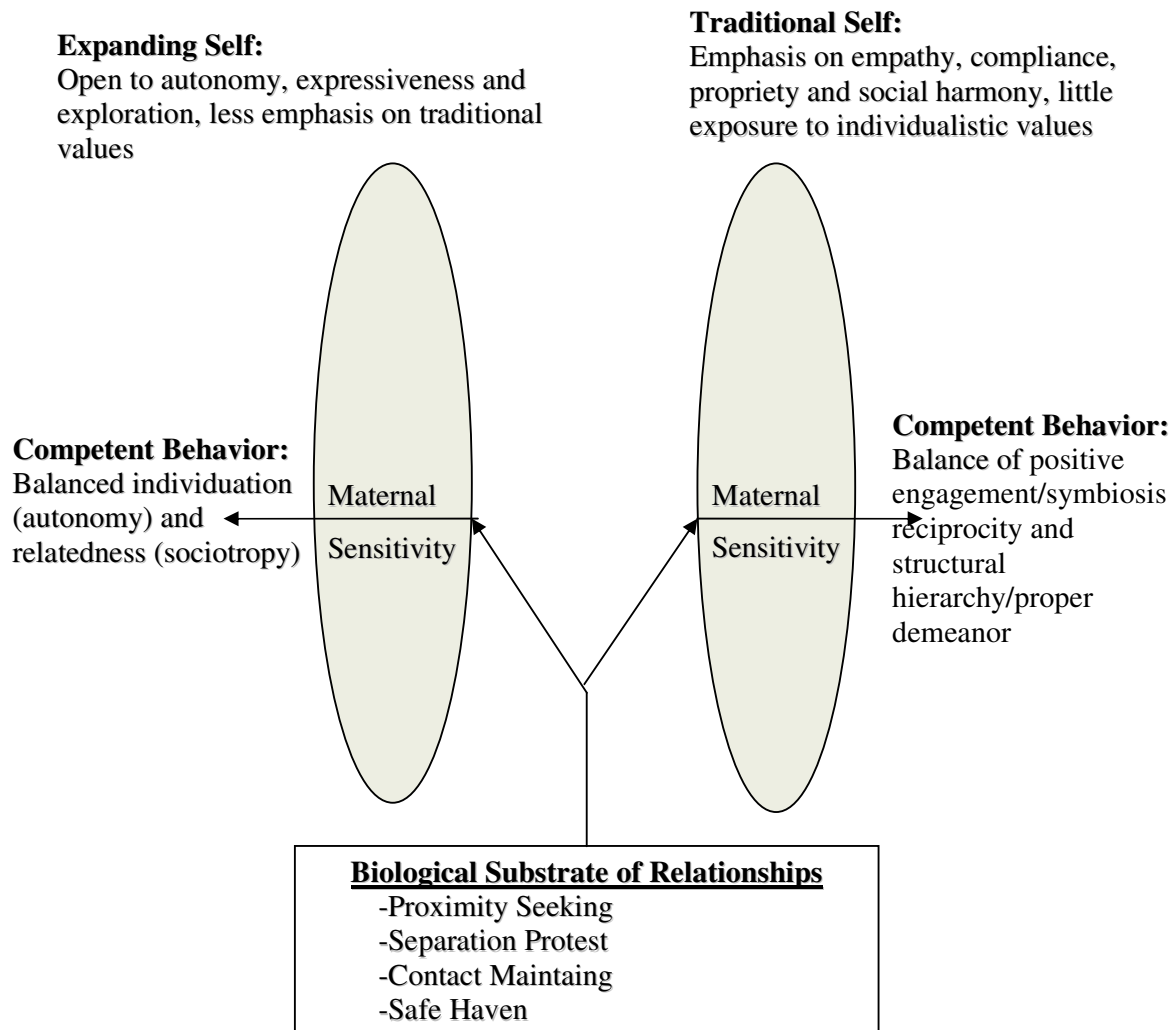 Expanding Self:
Open to autonomy, expressiveness and
exploration, less emphasis on traditional
values
Traditional Self:
Emphasis on empathy, compliance,
propriety and social harmony, little
exposure to individualistic values
Competent Behavior:
Balanced individuation
(autonomy) and
relatedness (sociotropy)
Maternal
Sensitivity
Maternal
Sensitivity
Competent Behavior:
Balance of positive
engagement/symbiosis
reciprocity and
structural
hierarchy/proper
demeanor
Biological Substrate of Relationships
-Proximity Seeking
-Separation Protest
-Contact Maintaing
-Safe Haven